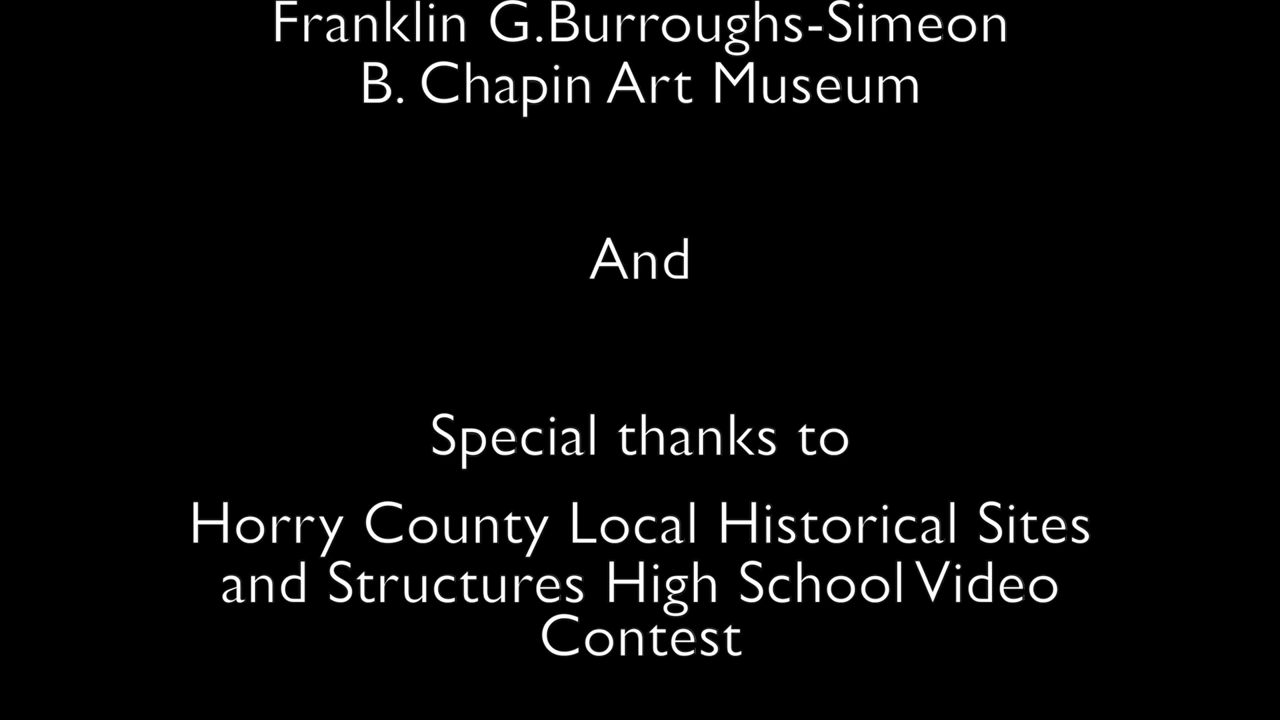 Franklin G.Burroughs-Simeon
B. Chapin Art Museum
And
Special thanks to
Horry County Local Historical Sites
and Structures High School Video
Contest